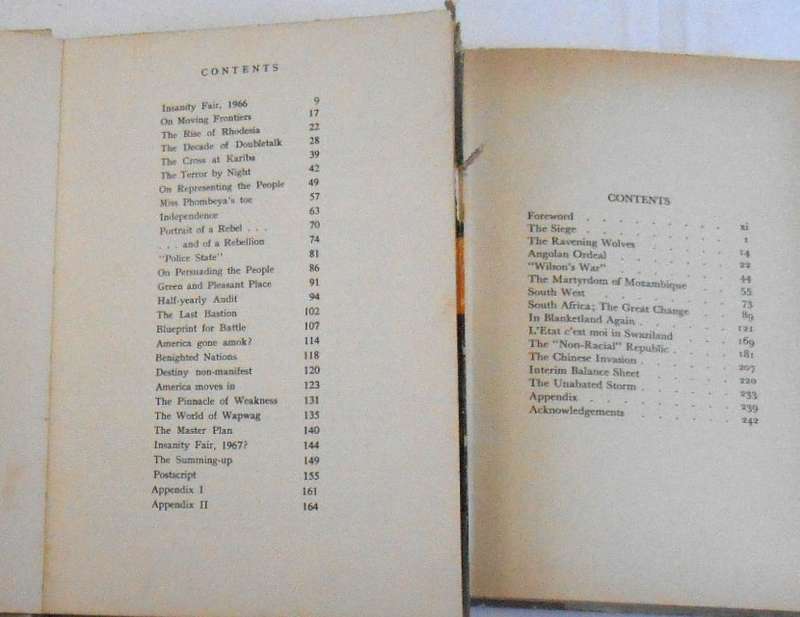 CONTENTS
Insanity Fair, 1966 9
On Moving Frontiers 17
The Rise of Rhodesia 22
The Decade of Doubletalk 28
The Cross at Kariba 39
The Terror by Night 42
On Representing the People 49
Miss Phombeya's toe 57
Independence 63
Portrait of a Rebel . . . 70
. . . and of a Rebellion 74
"Police State" 81
On Persuading the People 86
Green and Pleasant Place 91
Half-yearly Audit 94
The Last Bastion 102
Blueprint for Battle 107
America gone amok? 114
Benighted Nations 118
Destiny non-manifest 120
America moves in 123
The Pinnacle of Weakness 131
The World of Wapwag 135
The Master Plan 140
Insanity Fair, 1967? 144
The Summing-up 149
Postscript 155
Appendix I 161
Appendix II 164
CONTENTS
Foreword . . . . . . . xi
The Siege . . . . . . . 1
The Ravening Wolves . . . . . 14
Angolan Ordeal . . . . . . 22
"Wilson's War" . . . . . . 44
The Martyrdom of Mozambique . . . 55
South West . . . . . . 73
South Africa; The Great Change . . . 89
In Blanketland Again . . . . . 121
L'Etat c'est moi in Swaziland . . . 169
The "Non-Racial" Republic . . . . 181
The Chinese Invasion . . . . . 207
Interim Balance Sheet . . . . . 220
The Unabated Storm . . . . . 233
Appendix . . . . . . . 239
Acknowledgements . . . . . 242